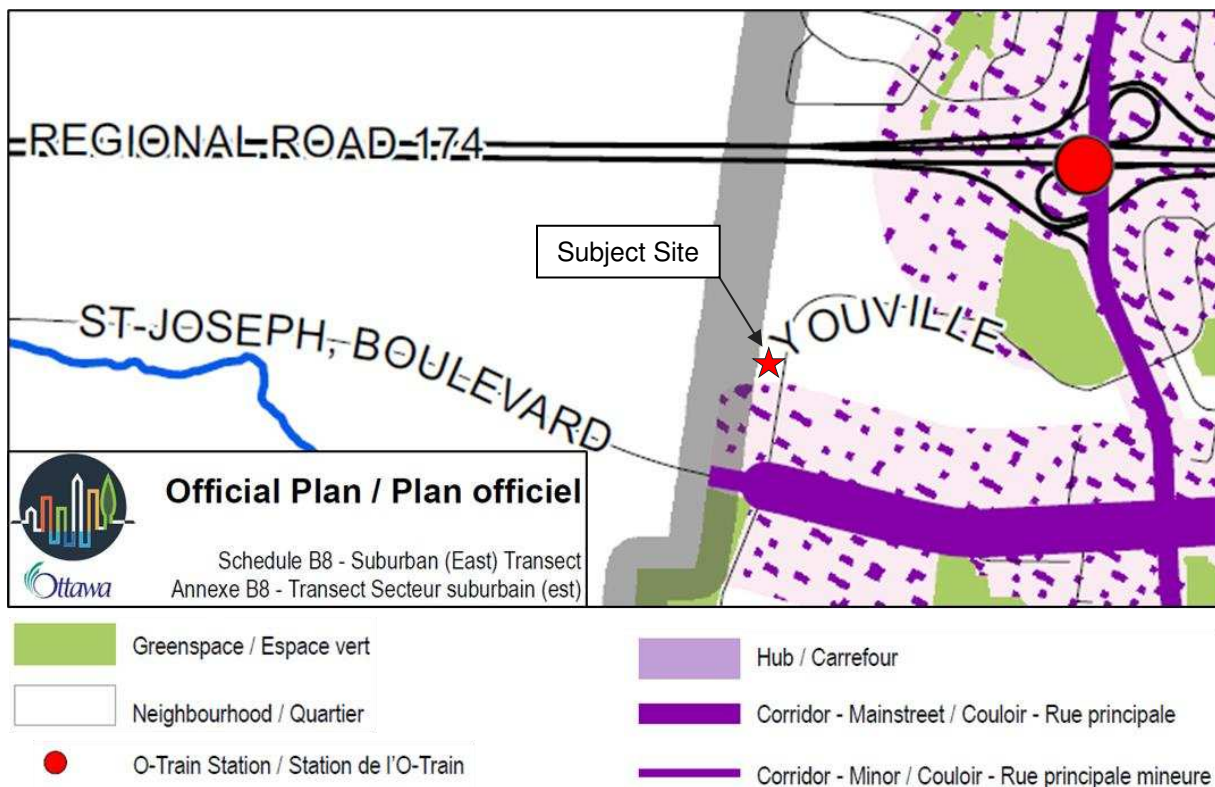 REGIONAL ROAD 174
Subject Site
ST-JOSEPH, BOULEVARD
YOUVILLE
Official Plan / Plan officiel
Schedule B8 - Suburban (East) Transect
Annexe B8 - Transect Secteur suburbain (est)
Ottawa
Greenspace / Espace vert
Neighbourhood / Quartier
O-Train Station / Station de l'O-Train
Hub / Carrefour
Corridor - Mainstreet / Couloir - Rue principale
Corridor - Minor / Couloir - Rue principale mineure